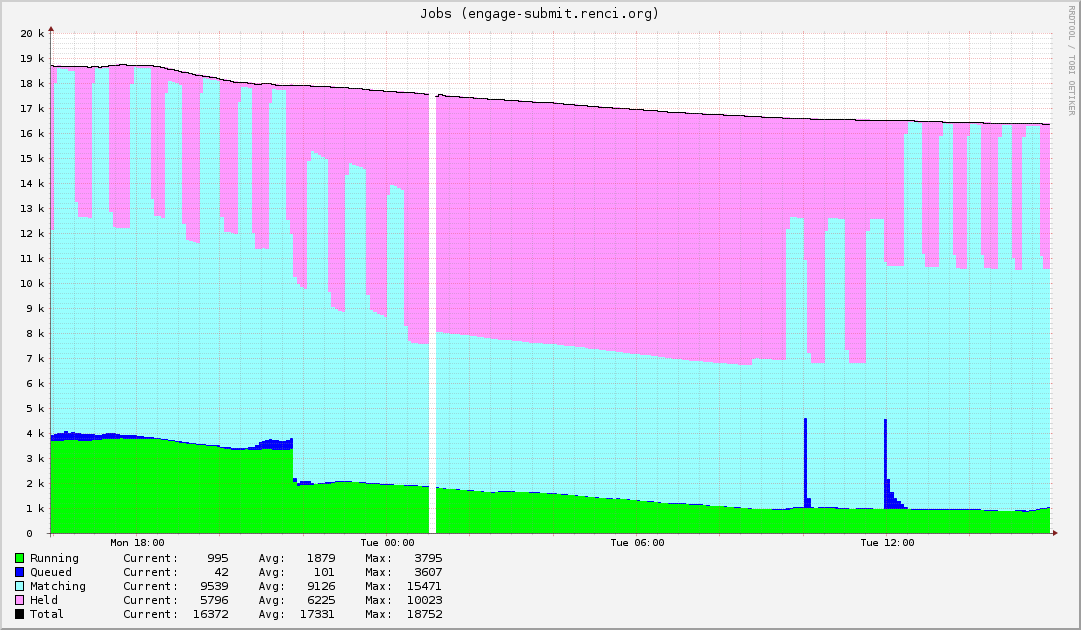 Jobs (engage-submit.renci.org)
RRDTOOL / TOBI OETIKER
20 k
19 k
18 k
17 k
16 k
15 k
14 k
13 k
12 k
11 k
10 k
9 k
8 k
7 k
6 k
5 k
4 k
3 k
2 k
1 k
0
Mon 18:00 Tue 00:00 Tue 06:00 Tue 12:00
Running Current: 995 Avg: 1879 Max: 3795
Queued Current: 42 Avg: 101 Max: 3607
Matching Current: 9539 Avg: 9126 Max: 15471
Held Current: 5796 Avg: 6225 Max: 10023
Total Current: 16372 Avg: 17331 Max: 18752